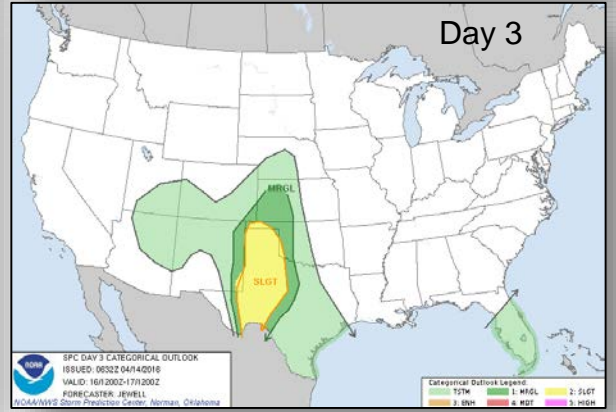 Day 3
MRGL
SLGT
NOAA
SPC DAY 3 CATEGORICAL OUTLOOK
ISSUED: 0632Z 04/14/2016
VALID: 16/1200Z-17/1200Z
FORECASTER JEWELL
NOAA/NWS Storm Prediction Center, Norman, Oklahoma
Categorical Outlook Legend:
TSTM 1: MRGL 2: SLGT
3: ENH 4: MDT 5: HIGH